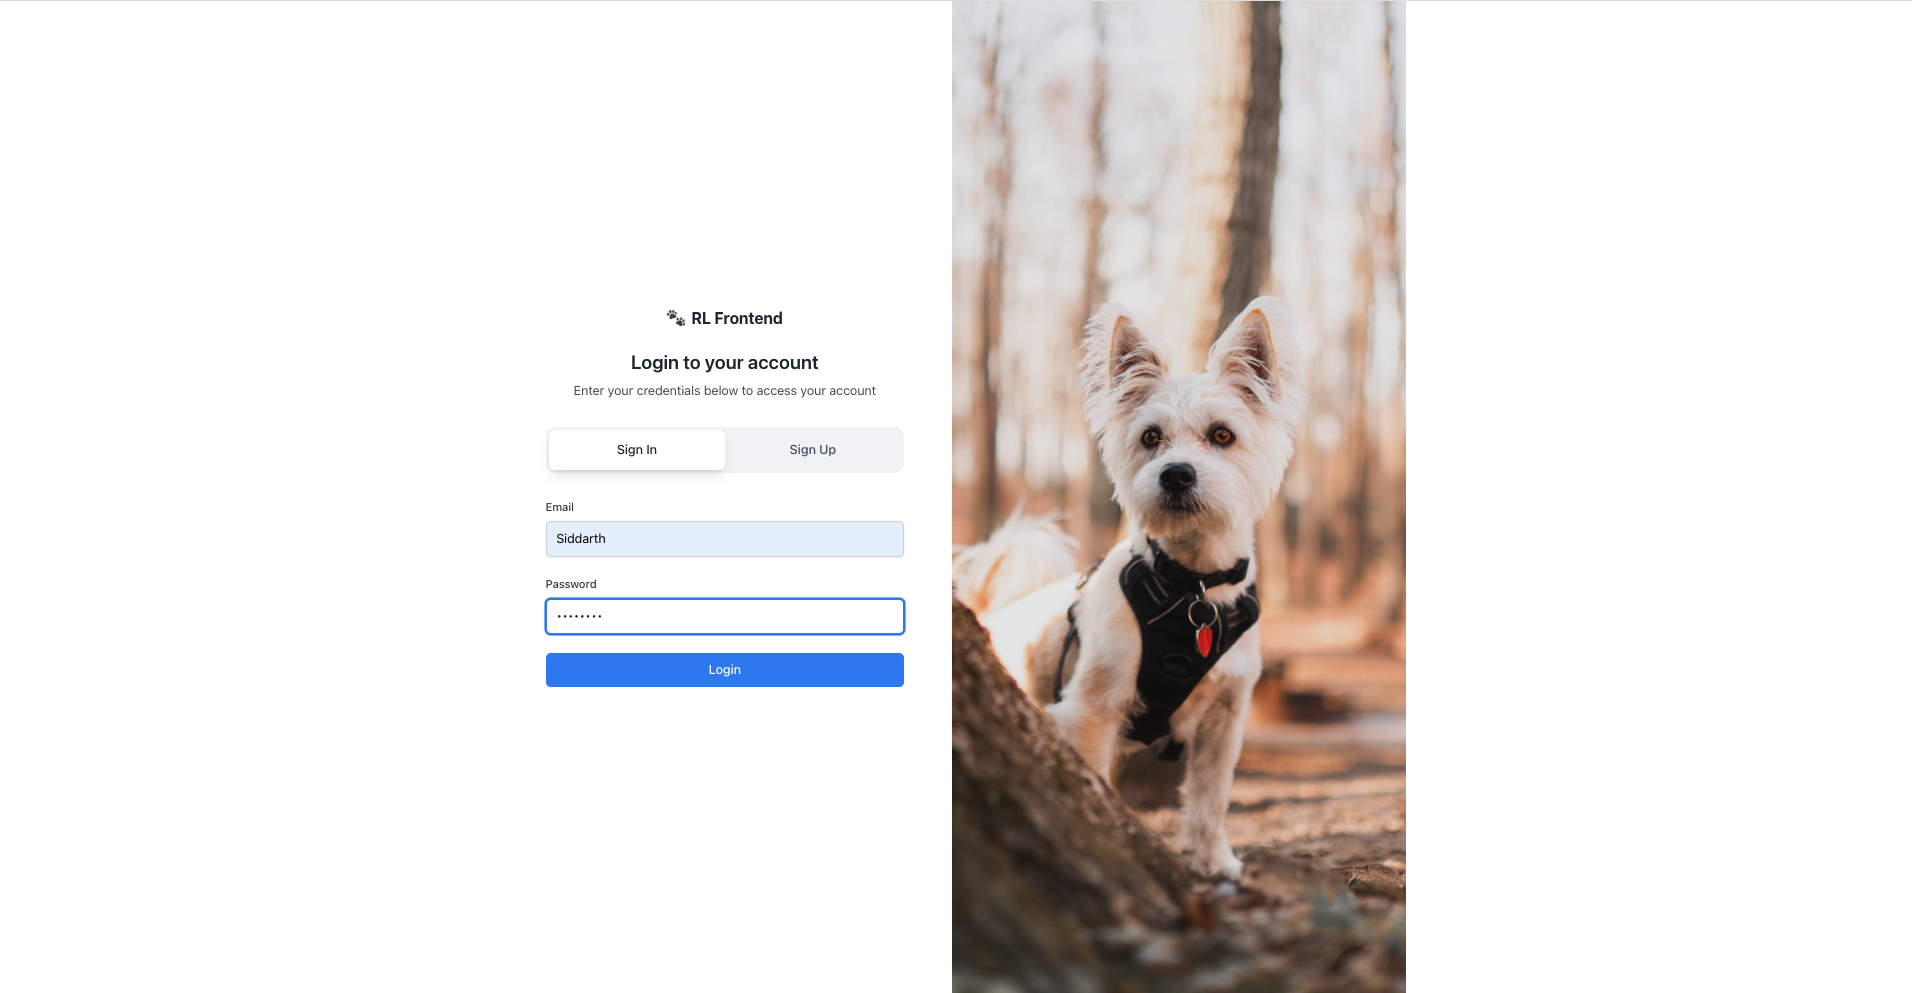 RL Frontend
Login to your account
Enter your credentials below to access your account
Sign In
Sign Up
Email
Siddarth
Password
••••••••
Login